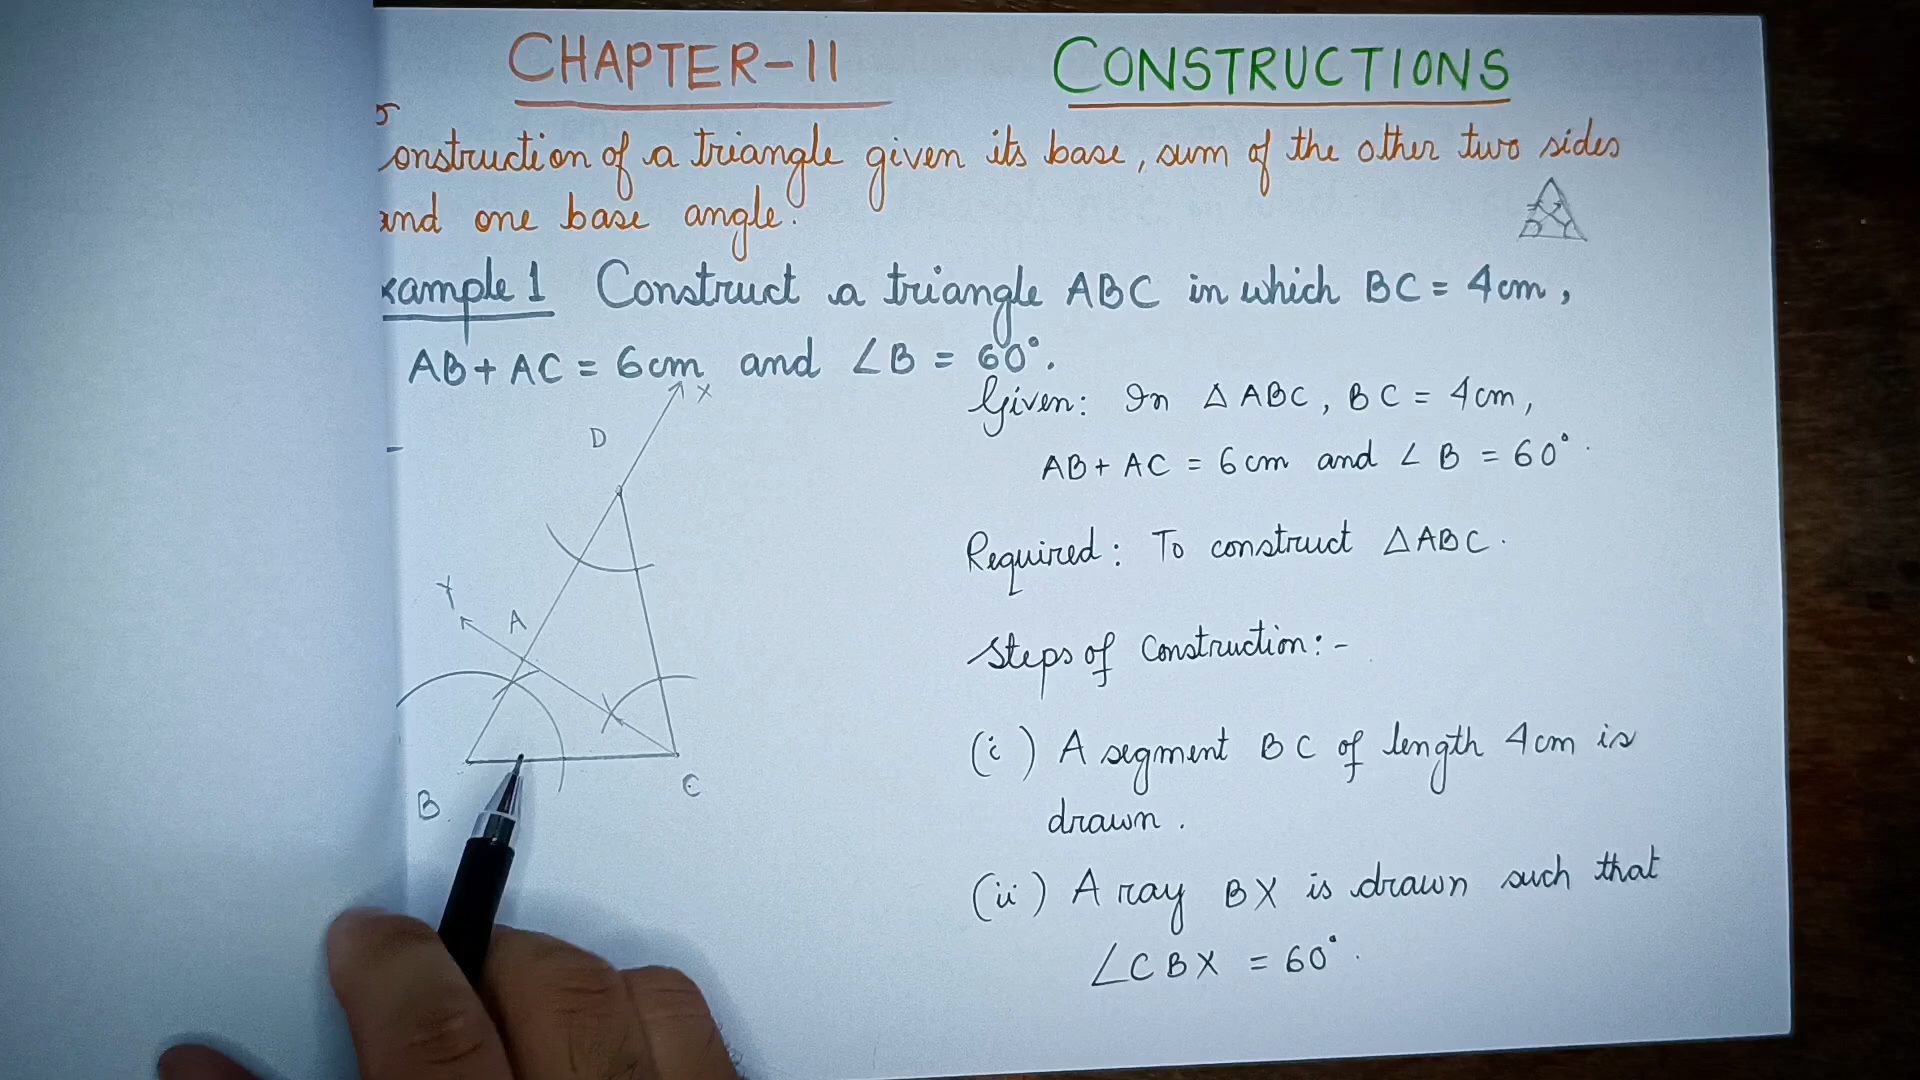 CHAPTER-11 CONSTRUCTIONS
onstruction of a triangle given its base, sum of the other two sides
and one base angle.
xample 1 Construct a triangle ABC in which BC = 4cm,
AB + AC = 6cm and ∠B = 60°.
X
D
Y
A
B
C
Given: In △ ABC, BC = 4cm,
AB + AC = 6cm and ∠ B = 60°.
Required: To construct △ABC.
Steps of Construction:-
(i) A segment BC of length 4cm is
drawn.
(ii) A ray BX is drawn such that
∠CBX = 60°.